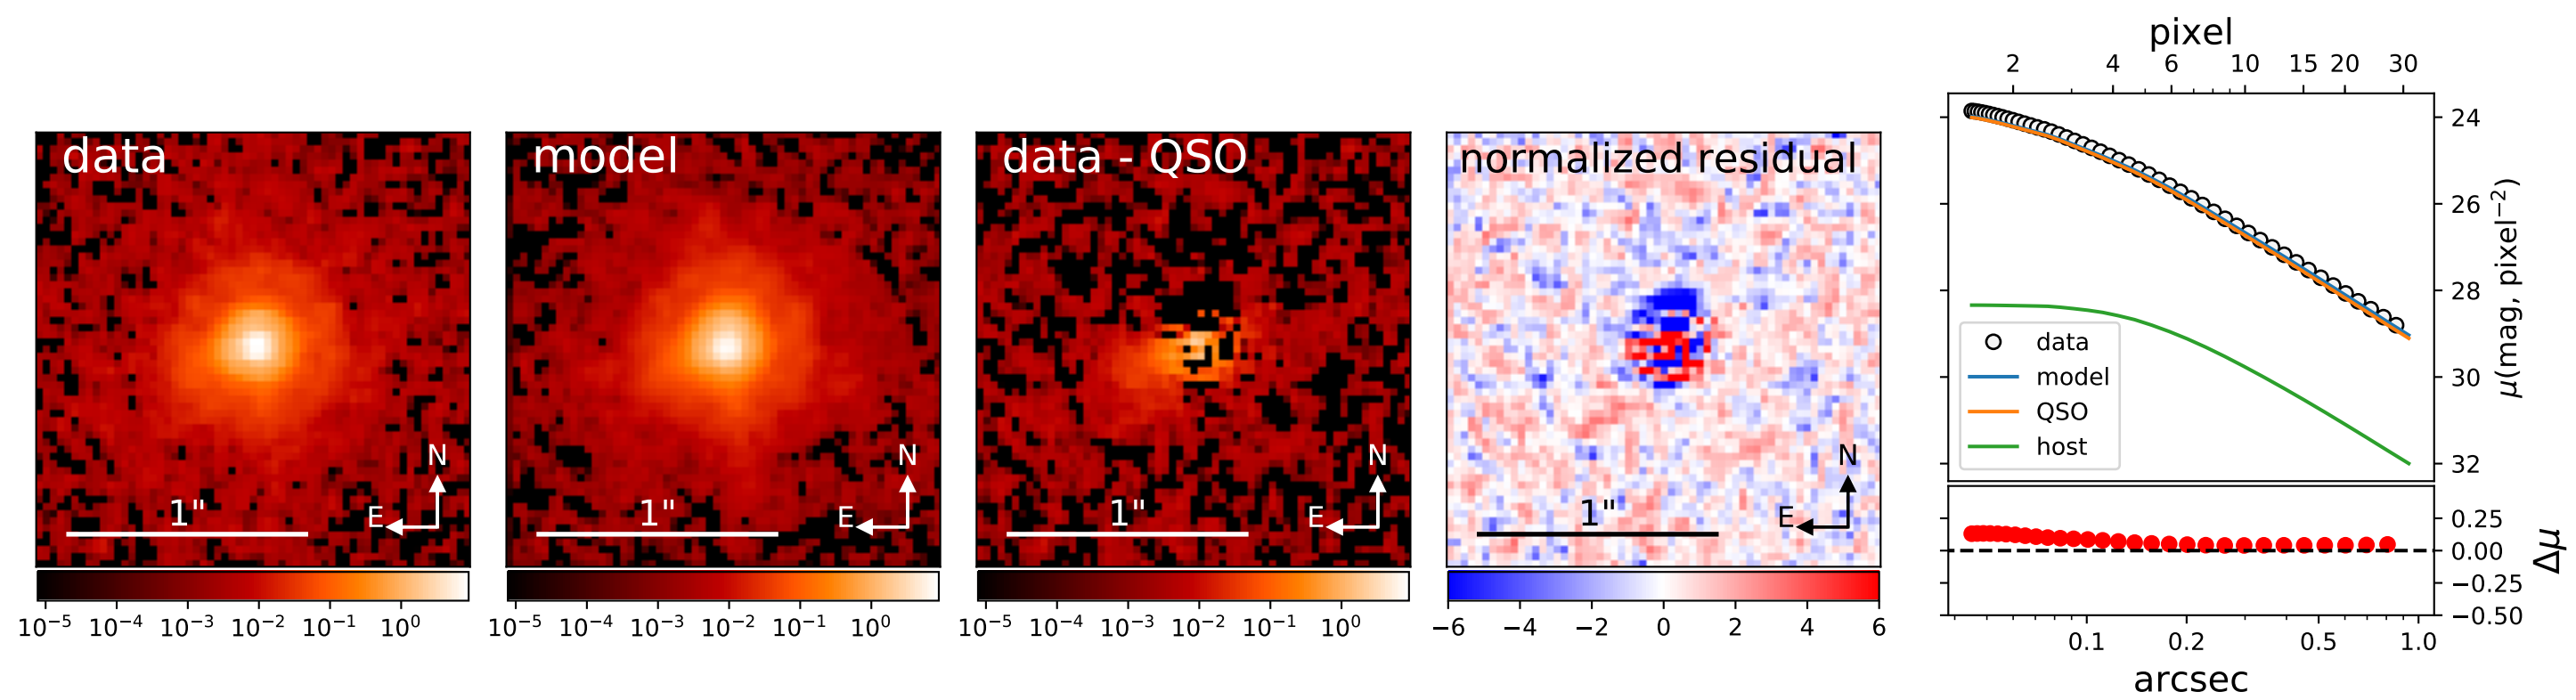 data
N
E
1"
10⁻⁵ 10⁻⁴ 10⁻³ 10⁻² 10⁻¹ 10⁰
model
N
E
1"
10⁻⁵ 10⁻⁴ 10⁻³ 10⁻² 10⁻¹ 10⁰
data - QSO
N
E
1"
10⁻⁵ 10⁻⁴ 10⁻³ 10⁻² 10⁻¹ 10⁰
normalized residual
N
E
1"
−6 −4 −2 0 2 4 6
pixel
2 4 6 10 15 20 30
24
26
28
30
32
μ(mag, pixel⁻²)
data
model
QSO
host
0.25
0.00
−0.25
−0.50
Δμ
0.1 0.2 0.5 1.0
arcsec